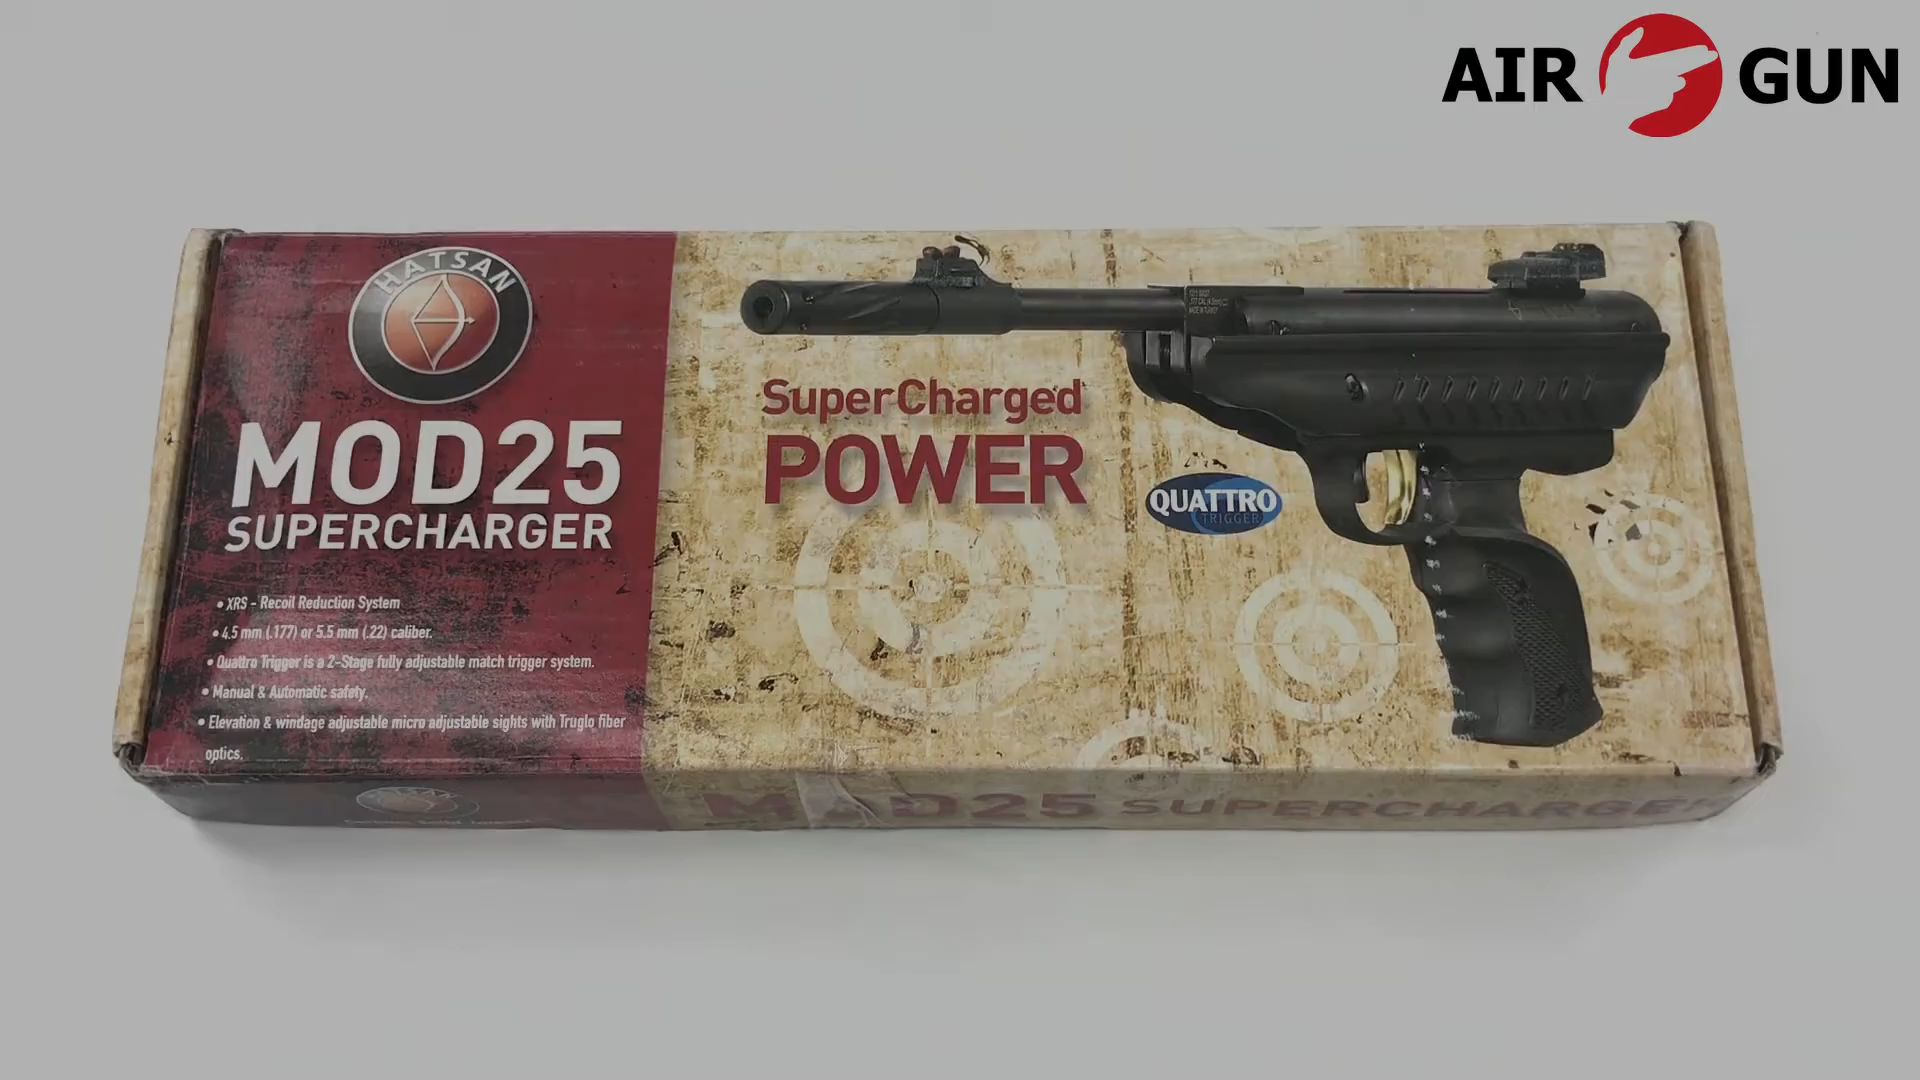 AIR GUN
HATSAN
MOD25
SUPERCHARGER
• XRS - Recoil Reduction System
• 4.5 mm (.177) or 5.5 mm (.22) caliber.
• Quattro Trigger is a 2-Stage fully adjustable match trigger system.
• Manual & Automatic safety.
• Elevation & windage adjustable micro adjustable sights with Truglo fiber
optics.
SuperCharged
POWER
QUATTRO
TRIGGER
HATSAN
MOD25 SUPERCHARGER